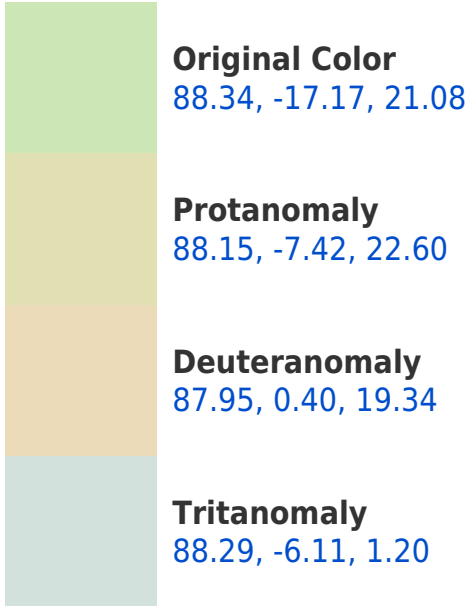 Original Color
88.34, -17.17, 21.08
Protanomaly
88.15, -7.42, 22.60
Deuteranomaly
87.95, 0.40, 19.34
Tritanomaly
88.29, -6.11, 1.20